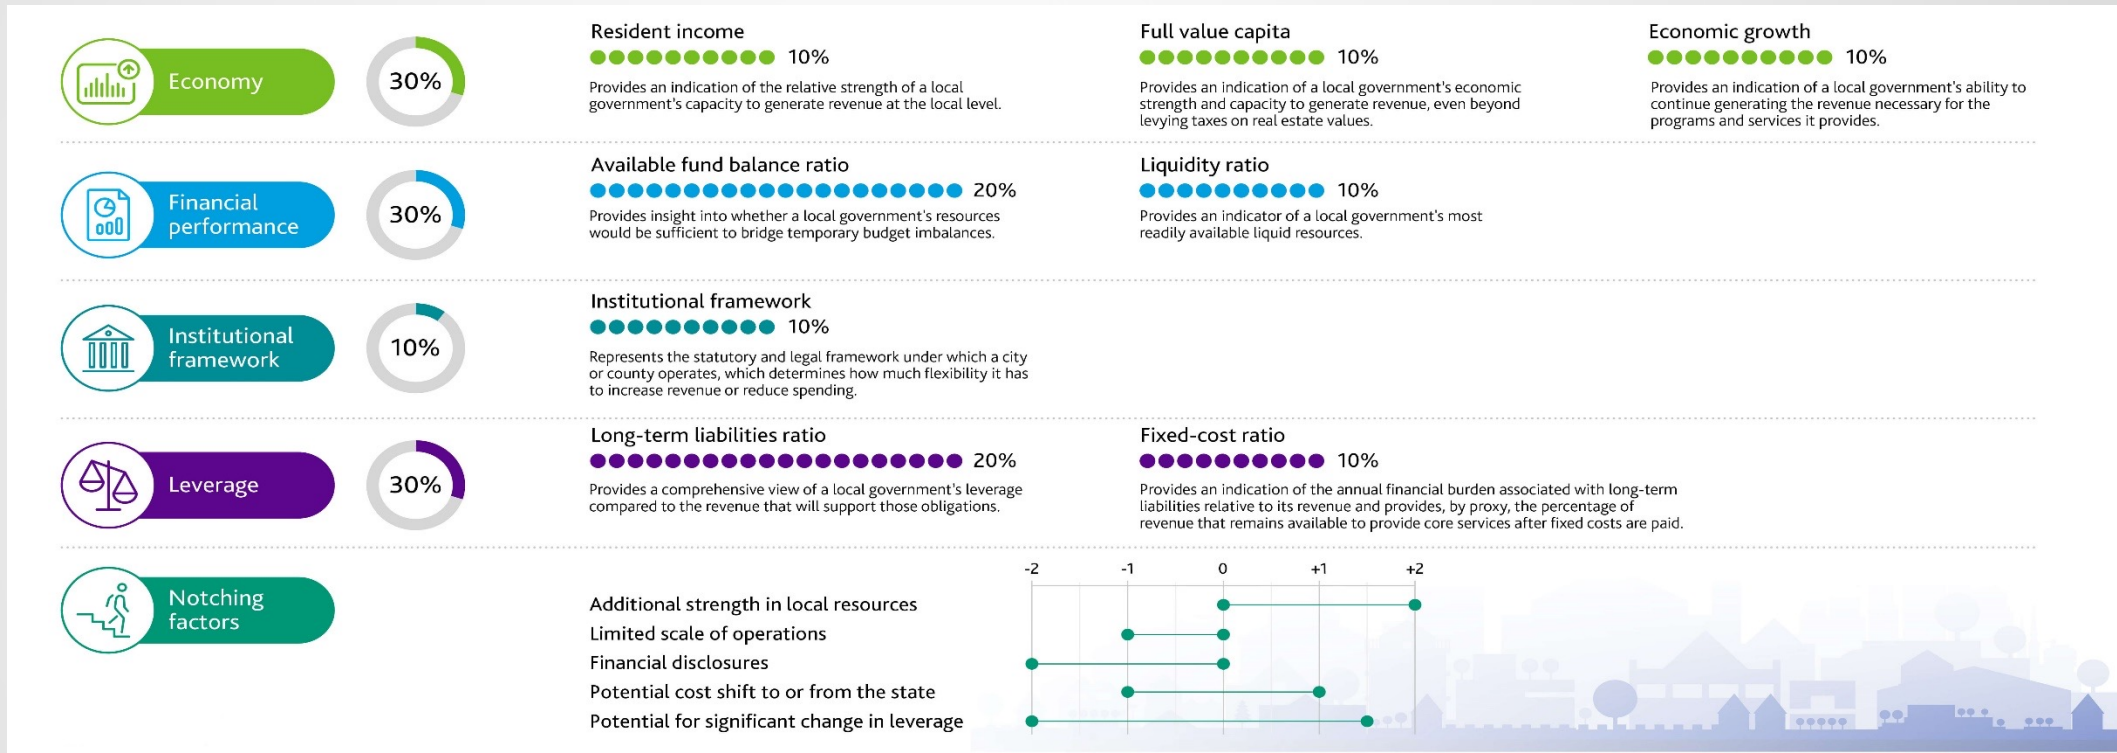 Economy
30%
Resident income
10%
Provides an indication of the relative strength of a local
government's capacity to generate revenue at the local level.
Full value capita
10%
Provides an indication of a local government's economic
strength and capacity to generate revenue, even beyond
levying taxes on real estate values.
Economic growth
10%
Provides an indication of a local government's ability to
continue generating the revenue necessary for the
programs and services it provides.
Financial
performance
30%
Available fund balance ratio
20%
Provides insight into whether a local government's resources
would be sufficient to bridge temporary budget imbalances.
Liquidity ratio
10%
Provides an indicator of a local government's most
readily available liquid resources.
Institutional
framework
10%
Institutional framework
10%
Represents the statutory and legal framework under which a city
or county operates, which determines how much flexibility it has
to increase revenue or reduce spending.
Leverage
30%
Long-term liabilities ratio
20%
Provides a comprehensive view of a local government's leverage
compared to the revenue that will support those obligations.
Fixed-cost ratio
10%
Provides an indication of the annual financial burden associated with long-term
liabilities relative to its revenue and provides, by proxy, the percentage of
revenue that remains available to provide core services after fixed costs are paid.
Notching
factors
-2 -1 0 +1 +2
Additional strength in local resources
Limited scale of operations
Financial disclosures
Potential cost shift to or from the state
Potential for significant change in leverage